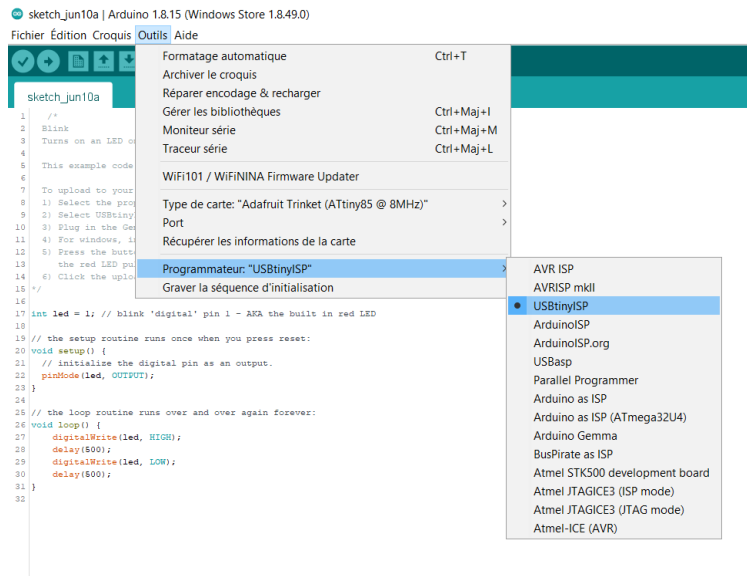 sketch_jun10a | Arduino 1.8.15 (Windows Store 1.8.49.0)
Fichier Édition Croquis Outils Aide
sketch_jun10a
Formatage automatique Ctrl+T
Archiver le croquis
Réparer encodage & recharger
Gérer les bibliothèques Ctrl+Maj+I
Moniteur série Ctrl+Maj+M
Traceur série Ctrl+Maj+L
WiFi101 / WiFiNINA Firmware Updater
Type de carte: "Adafruit Trinket (ATtiny85 @ 8MHz)"
Port
Récupérer les informations de la carte
Programmateur: "USBtinyISP"
Graver la séquence d'initialisation
AVR ISP
AVRISP mkII
USBtinyISP
ArduinoISP
ArduinoISP.org
USBasp
Parallel Programmer
Arduino as ISP
Arduino as ISP (ATmega32U4)
Arduino Gemma
BusPirate as ISP
Atmel STK500 development board
Atmel JTAGICE3 (ISP mode)
Atmel JTAGICE3 (JTAG mode)
Atmel-ICE (AVR)
1 /*
2 Blink
3 Turns on an LED
4
5 This example code
6
7 To upload to your
8 1) Select the
9 2) Select
10 3) Plug in the
11 4) For windows,
12 5) Press the
13 the red LED
14 6) Click the
15 */
16
17 int led = 1; // blink 'digital' pin 1 - AKA the built in red LED
18
19 // the setup routine runs once when you press reset:
20 void setup() {
21 // initialize the digital pin as an output.
22 pinMode(led, OUTPUT);
23 }
24
25 // the loop routine runs over and over again forever:
26 void loop() {
27 digitalWrite(led, HIGH);
28 delay(500);
29 digitalWrite(led, LOW);
30 delay(500);
31 }
32